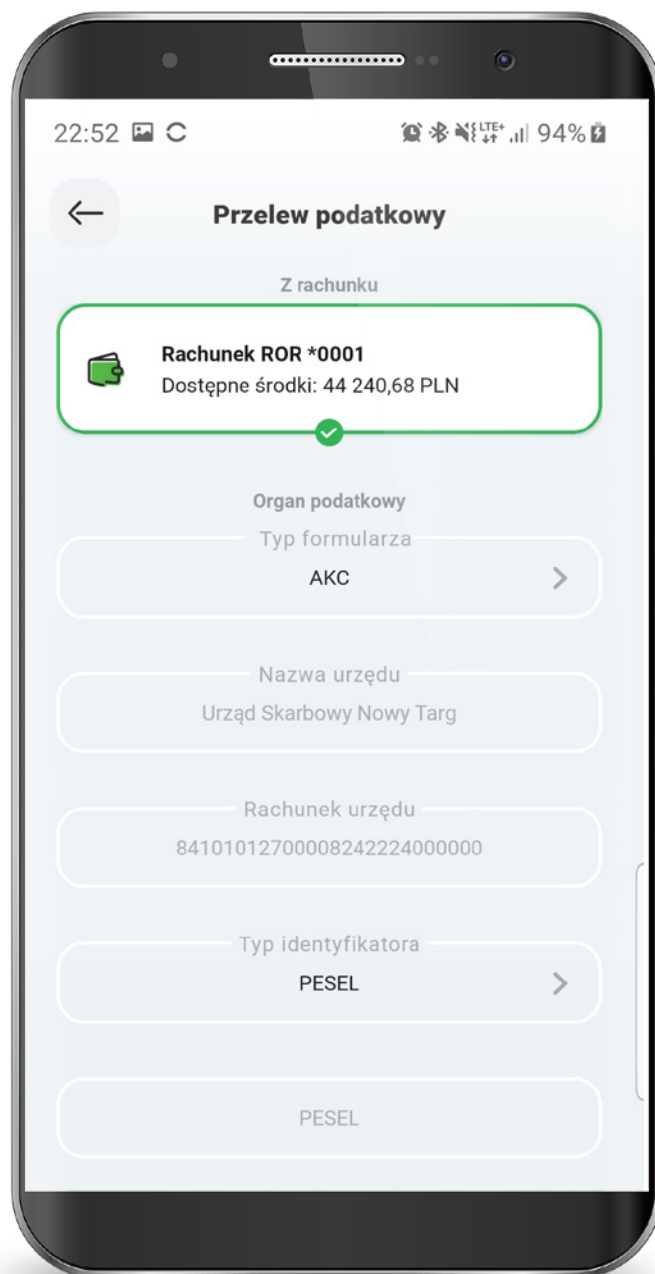 22:52
LTE+
94%
Przelew podatkowy
Z rachunku
Rachunek ROR *0001
Dostępne środki: 44 240,68 PLN
Organ podatkowy
Typ formularza
AKC
Nazwa urzędu
Urząd Skarbowy Nowy Targ
Rachunek urzędu
84101012700008242224000000
Typ identyfikatora
PESEL
PESEL